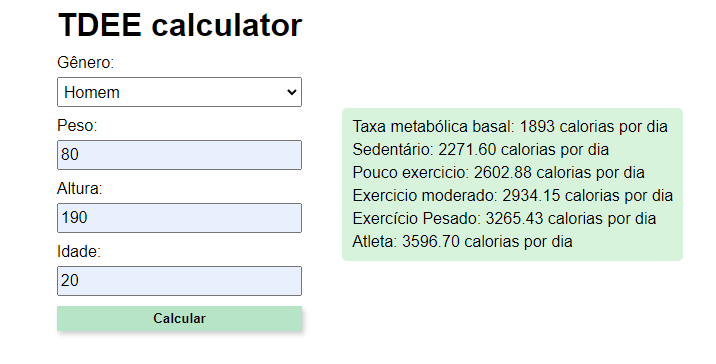 TDEE calculator
Gênero:
Homem
Peso:
80
Altura:
190
Idade:
20
Calcular
Taxa metabólica basal: 1893 calorias por dia
Sedentário: 2271.60 calorias por dia
Pouco exercicio: 2602.88 calorias por dia
Exercicio moderado: 2934.15 calorias por dia
Exercício Pesado: 3265.43 calorias por dia
Atleta: 3596.70 calorias por dia